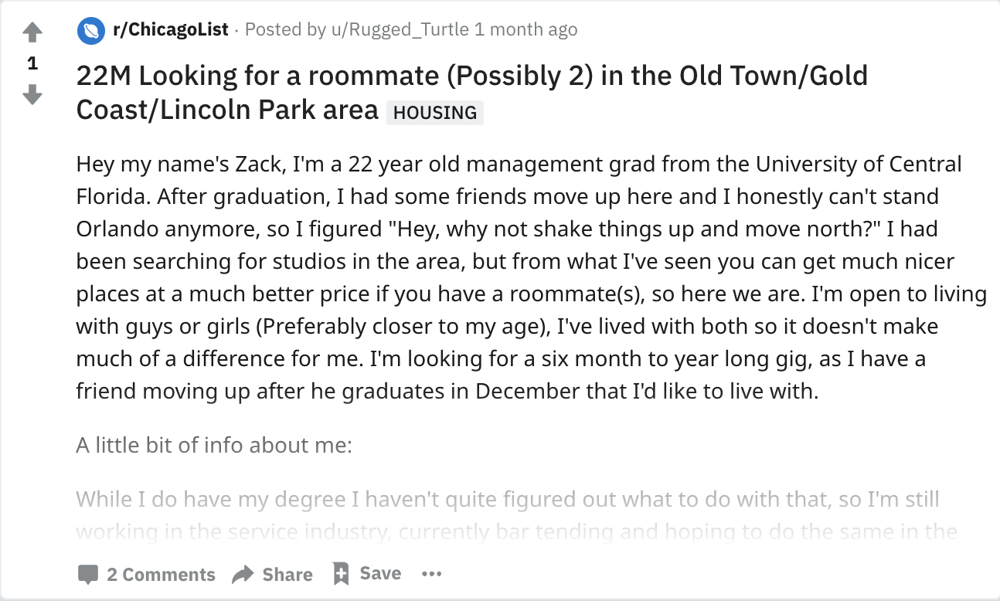 r/ChicagoList · Posted by u/Rugged_Turtle 1 month ago
1
22M Looking for a roommate (Possibly 2) in the Old Town/Gold
Coast/Lincoln Park area HOUSING
Hey my name's Zack, I'm a 22 year old management grad from the University of Central
Florida. After graduation, I had some friends move up here and I honestly can't stand
Orlando anymore, so I figured "Hey, why not shake things up and move north?" I had
been searching for studios in the area, but from what I've seen you can get much nicer
places at a much better price if you have a roommate(s), so here we are. I'm open to living
with guys or girls (Preferably closer to my age), I've lived with both so it doesn't make
much of a difference for me. I'm looking for a six month to year long gig, as I have a
friend moving up after he graduates in December that I'd like to live with.
A little bit of info about me:
While I do have my degree I haven't quite figured out what to do with that, so I'm still
working in the service industry, currently bar tending and hoping to do the same in the
2 Comments Share Save •••